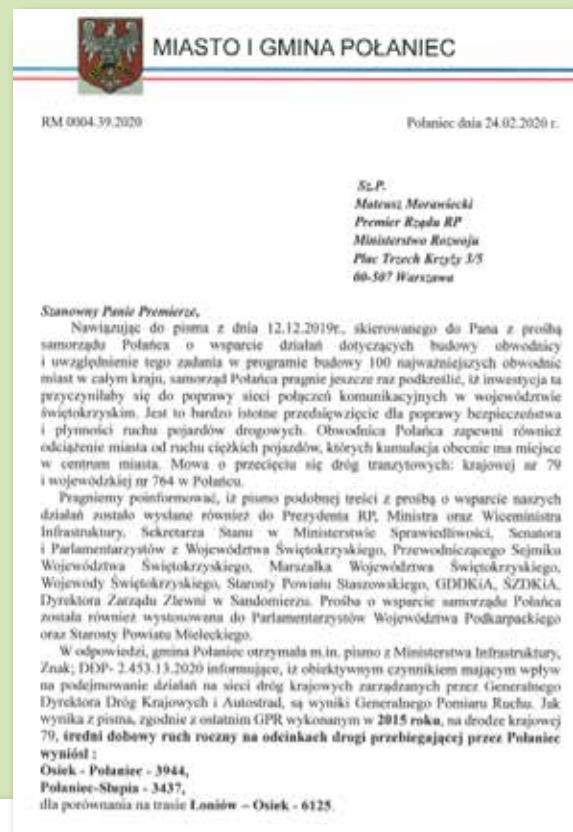 MIASTO I GMINA POŁANIEC
RM 0004.39.2020
Połaniec dnia 24.02.2020 r.
Sz.P.
Mateusz Morawiecki
Premier Rządu RP
Ministerstwo Rozwoju
Plac Trzech Krzyży 3/5
00-507 Warszawa
Szanowny Panie Premierze,
Nawiązując do pisma z dnia 12.12.2019r., skierowanego do Pana z prośbą
samorządu Połańca o wsparcie działań dotyczących budowy obwodnicy
i uwzględnienie tego zadania w programie budowy 100 najważniejszych obwodnic
miast w całym kraju, samorząd Połańca pragnie jeszcze raz podkreślić, iż inwestycja ta
przyczyniłaby się do poprawy sieci połączeń komunikacyjnych w województwie
świętokrzyskim. Jest to bardzo istotne przedsięwzięcie dla poprawy bezpieczeństwa
i płynności ruchu pojazdów drogowych. Obwodnica Połańca zapewni również
odciążenie miasta od ruchu ciężkich pojazdów, których kumulacja obecnie ma miejsce
w centrum miasta. Mowa o przecięciu się dróg tranzytowych: krajowej nr 79
i wojewódzkiej nr 764 w Połańcu.
Pragniemy poinformować, iż pismo podobnej treści z prośbą o wsparcie naszych
działań zostało wysłane również do Prezydenta RP, Ministra oraz Wiceministra
Infrastruktury, Sekretarza Stanu w Ministerstwie Sprawiedliwości, Senatora
i Parlamentarzystów z Województwa Świętokrzyskiego, Przewodniczącego Sejmiku
Województwa Świętokrzyskiego, Marszałka Województwa Świętokrzyskiego,
Wojewody Świętokrzyskiego, Starosty Powiatu Staszowskiego, GDDKiA, ŚZDKiA,
Dyrektora Zarządu Zlewni w Sandomierzu. Prośba o wsparcie samorządu Połańca
została również wystosowana do Parlamentarzystów Województwa Podkarpackiego
oraz Starosty Powiatu Mieleckiego.
W odpowiedzi, gmina Połaniec otrzymała m.in. pismo z Ministerstwa Infrastruktury,
Znak; DDP- 2.453.13.2020 informujące, iż obiektywnym czynnikiem mającym wpływ
na podejmowanie działań na sieci dróg krajowych zarządzanych przez Generalnego
Dyrektora Dróg Krajowych i Autostrad, są wyniki Generalnego Pomiaru Ruchu. Jak
wynika z pisma, zgodnie z ostatnim GPR wykonanym w 2015 roku, na drodze krajowej
79, średni dobowy ruch roczny na odcinkach drogi przebiegającej przez Połaniec
wyniósł :
Osiek - Połaniec - 3944,
Połaniec-Słupia - 3437,
dla porównania na trasie Łoniów – Osiek - 6125.